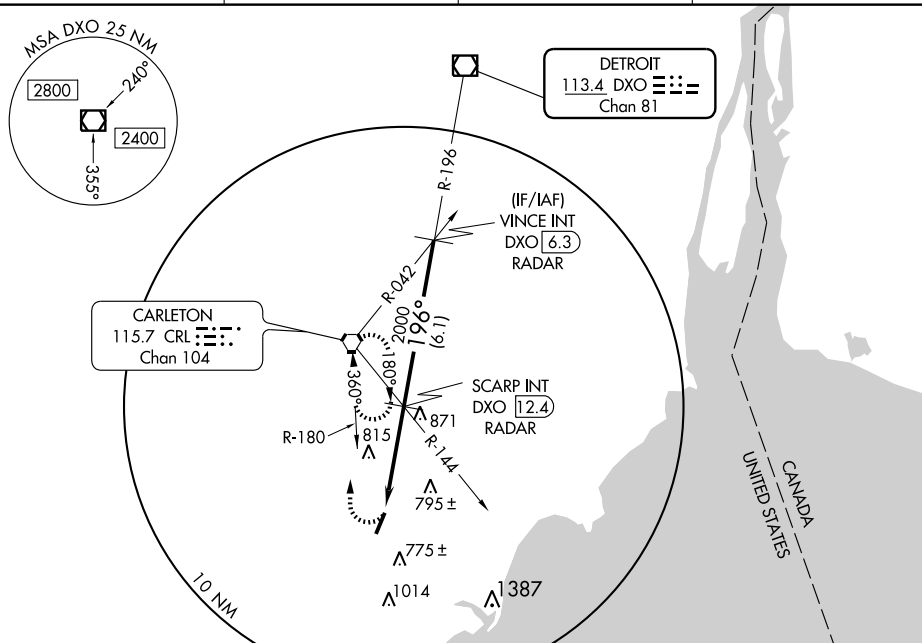 MSA DXO 25 NM
240°
2800
2400
355°
DETROIT
113.4 DXO
Chan 81
R-196
(IF/IAF)
VINCE INT
DXO 6.3
RADAR
R-042
CARLETON
115.7 CRL
Chan 104
2000
196°
(6.1)
180°
360°
SCARP INT
DXO 12.4
RADAR
871
R-180
815
R-144
795±
CANADA
UNITED STATES
775±
10 NM
1014
1387